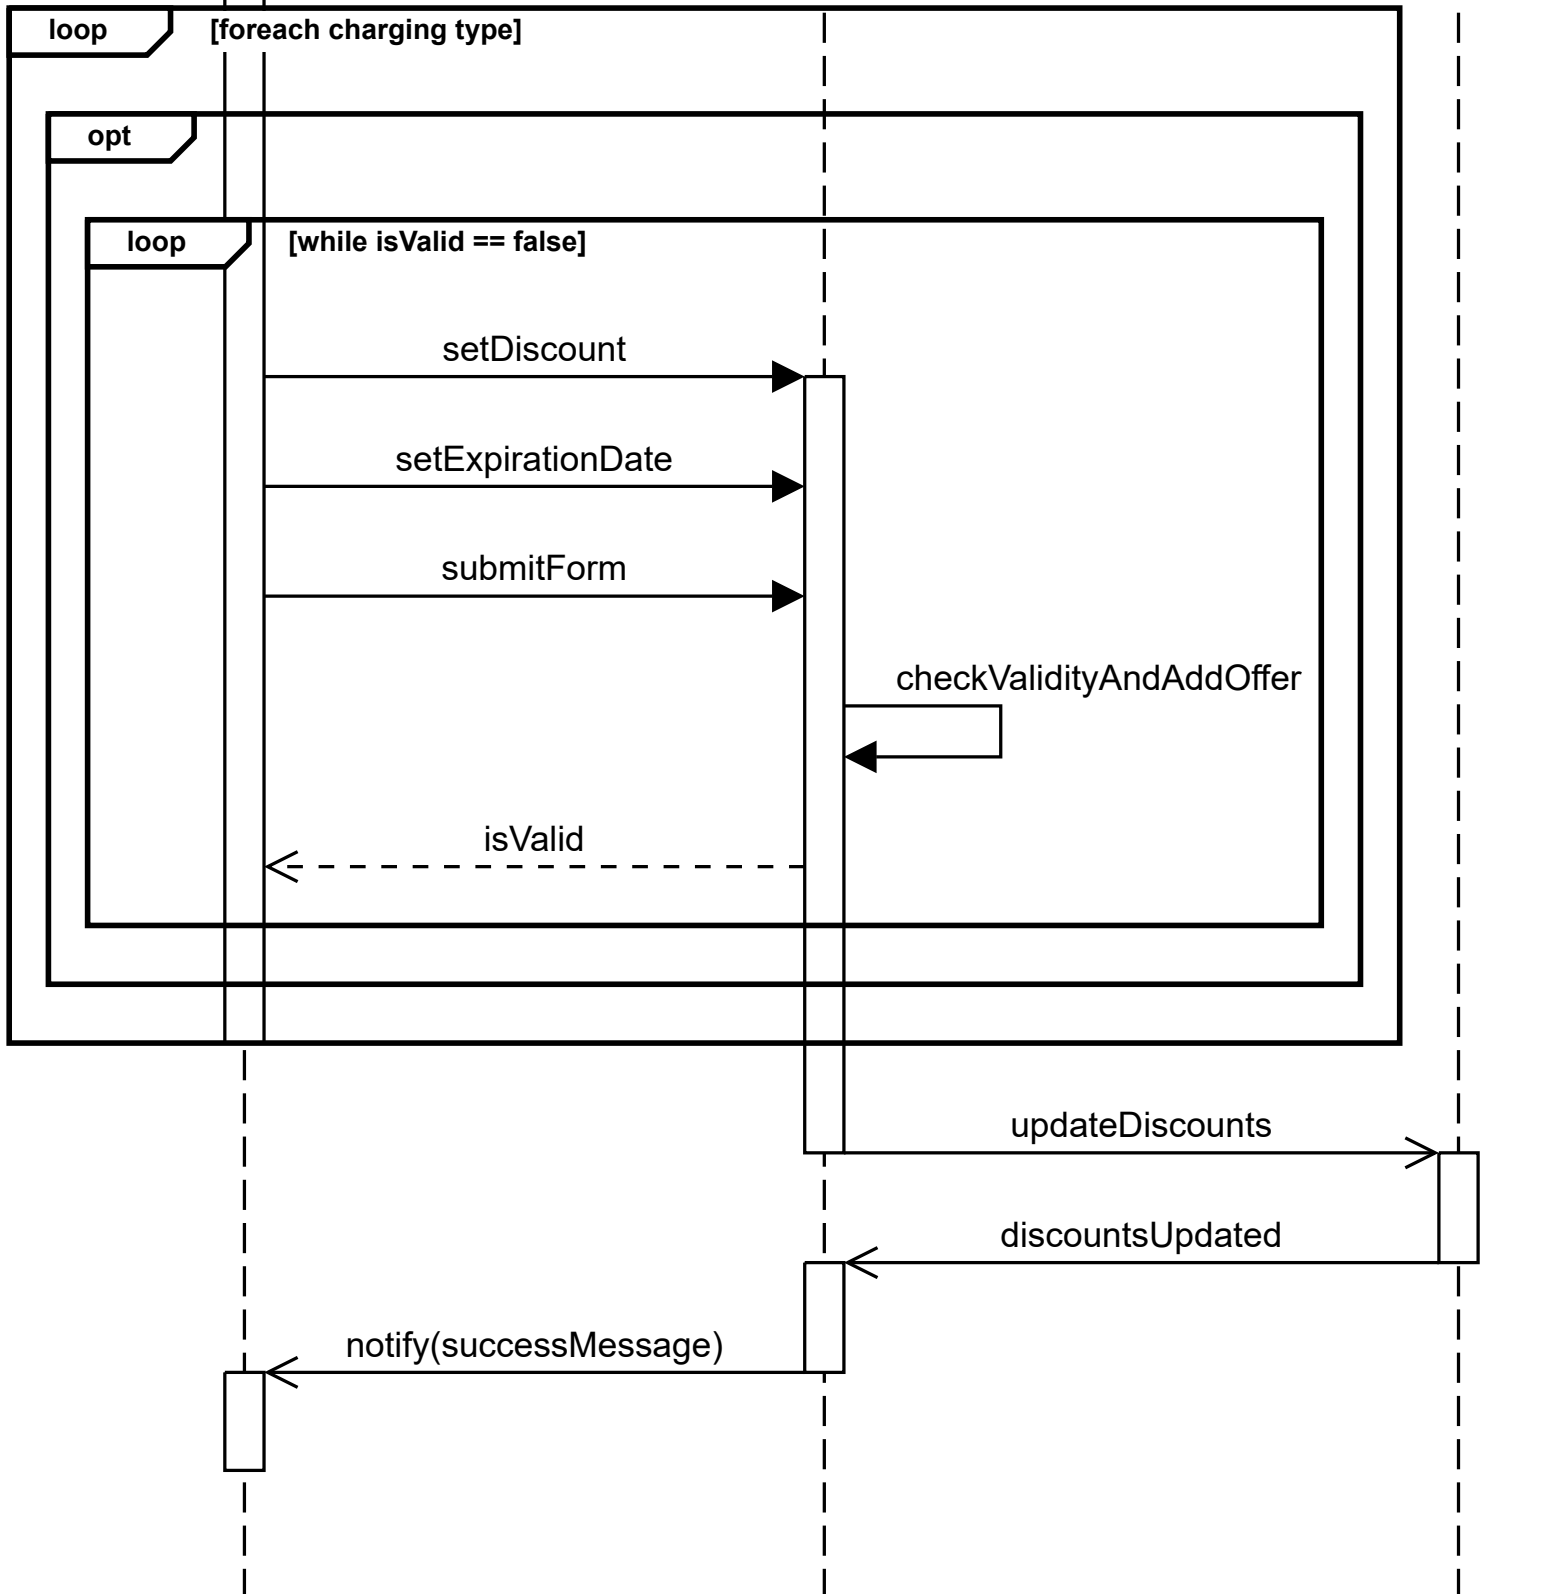 loop [foreach charging type]
opt
loop [while isValid == false]
setDiscount
setExpirationDate
submitForm
checkValidityAndAddOffer
isValid
updateDiscounts
discountsUpdated
notify(successMessage)